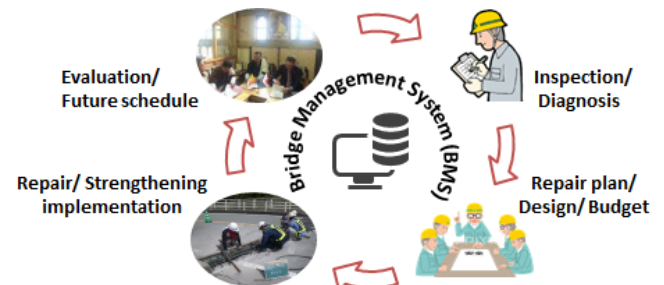 Evaluation/
Future schedule
Inspection/
Diagnosis
Bridge Management System (BMS)
Repair/ Strengthening
implementation
Repair plan/
Design/ Budget